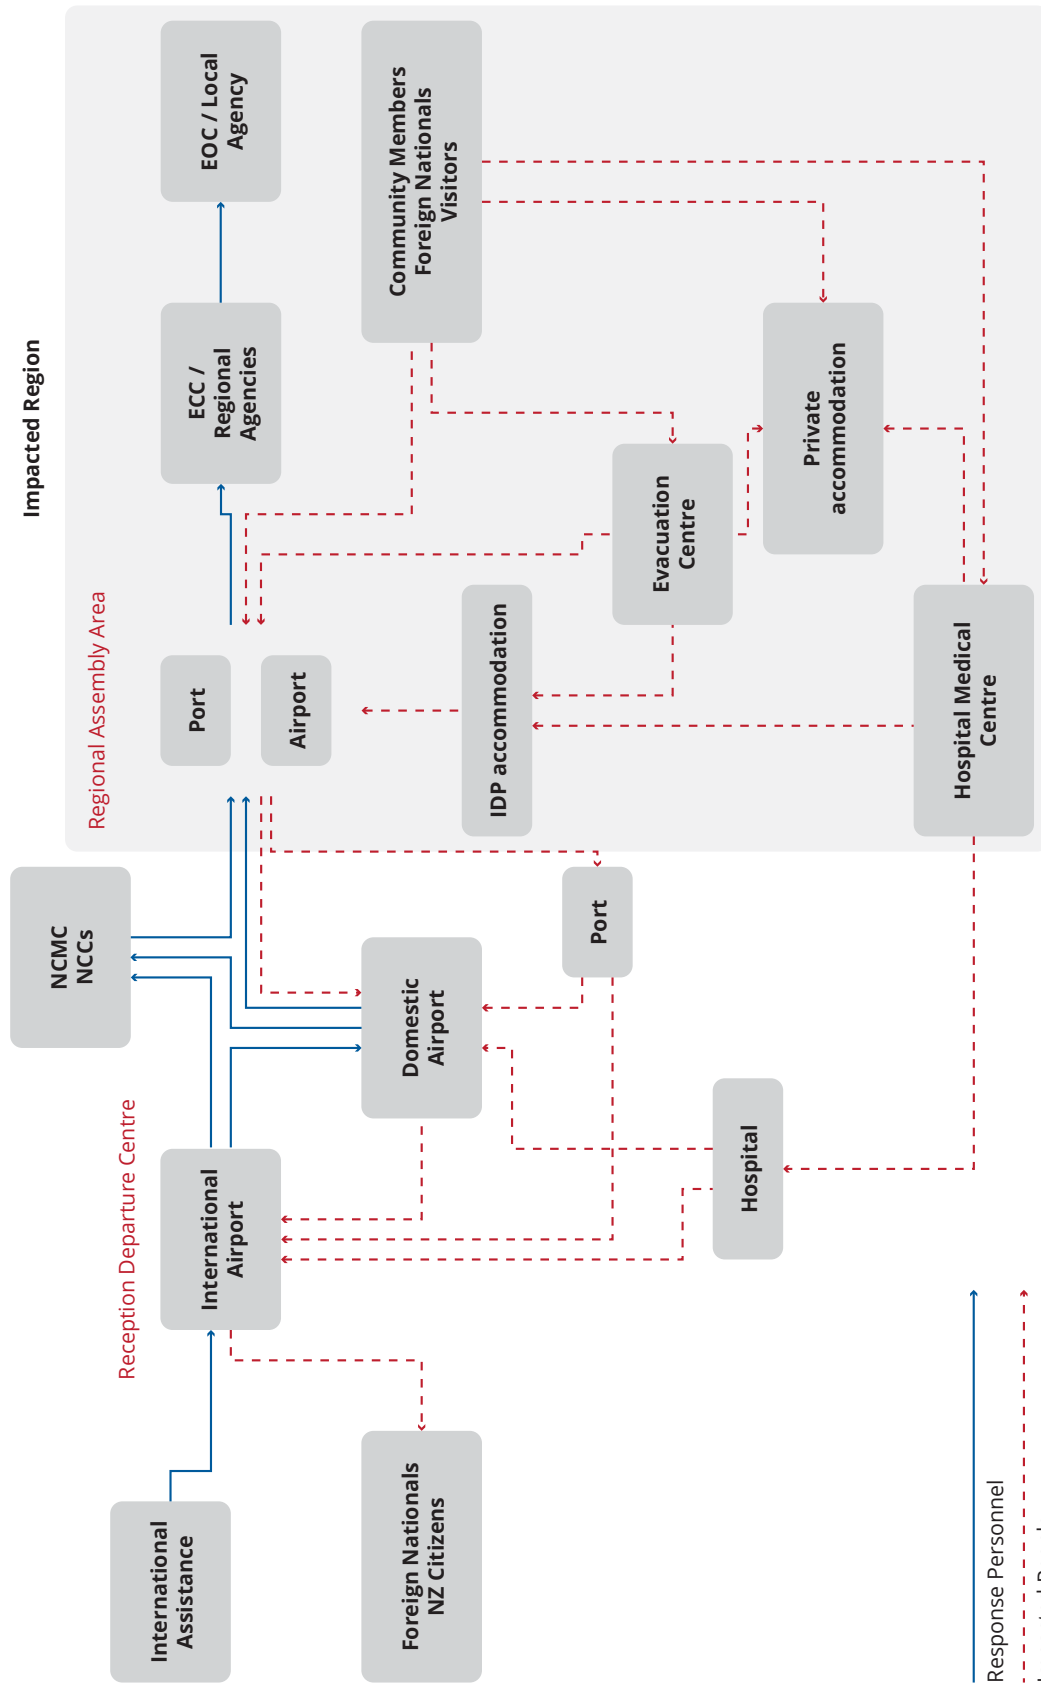 Impacted Region
Regional Assembly Area
Reception Departure Centre
International
Assistance
International
Airport
NCMC
NCCs
Port
Airport
ECC /
Regional
Agencies
EOC / Local
Agency
Foreign Nationals
NZ Citizens
Domestic
Airport
Community Members
Foreign Nationals
Visitors
IDP accommodation
Port
Evacuation
Centre
Hospital
Private
accommodation
Hospital Medical
Centre
Response Personnel